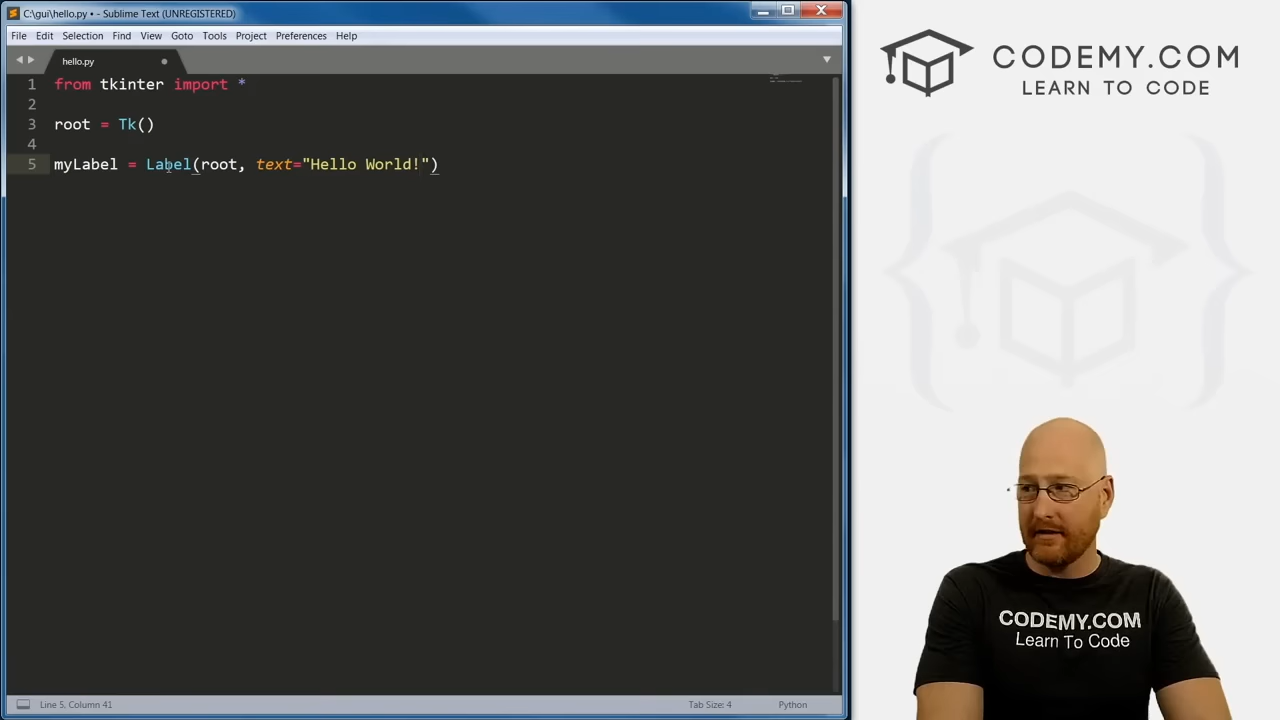 C:\gui\hello.py • - Sublime Text (UNREGISTERED)
File Edit Selection Find View Goto Tools Project Preferences Help
hello.py
1 from tkinter import *
2
3 root = Tk()
4
5 myLabel = Label(root, text="Hello World!")
Line 5, Column 41
Tab Size: 4
Python
CODEMY.COM
LEARN TO CODE
CODEMY.COM
Learn To Code